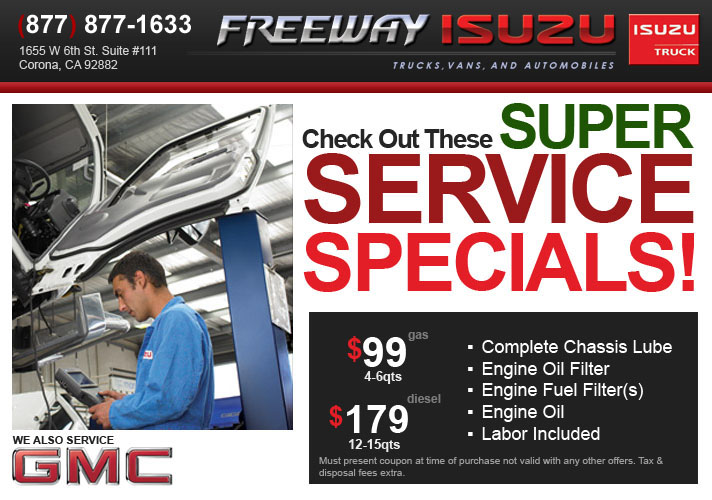 (877) 877-1633
1655 W 6th St. Suite #111
Corona, CA 92882
FREEWAY ISUZU
TRUCKS, VANS, AND AUTOMOBILES
ISUZU
TRUCK
Check Out These SUPER
SERVICE
SPECIALS!
ISUZU
$99 gas
4-6qts
$179 diesel
12-15qts
▪ Complete Chassis Lube
▪ Engine Oil Filter
▪ Engine Fuel Filter(s)
▪ Engine Oil
▪ Labor Included
Must present coupon at time of purchase not valid with any other offers. Tax &
disposal fees extra.
WE ALSO SERVICE
GMC